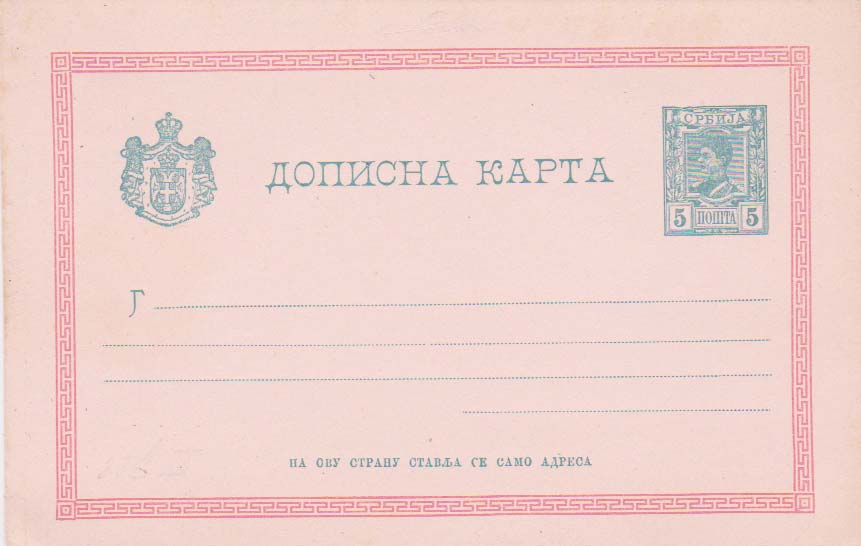 СРБИЈА
ДОПИСНА КАРТА
5 ПОШТА 5
Г
НА ОВУ СТРАНУ СТАВЉА СЕ САМО АДРЕСА